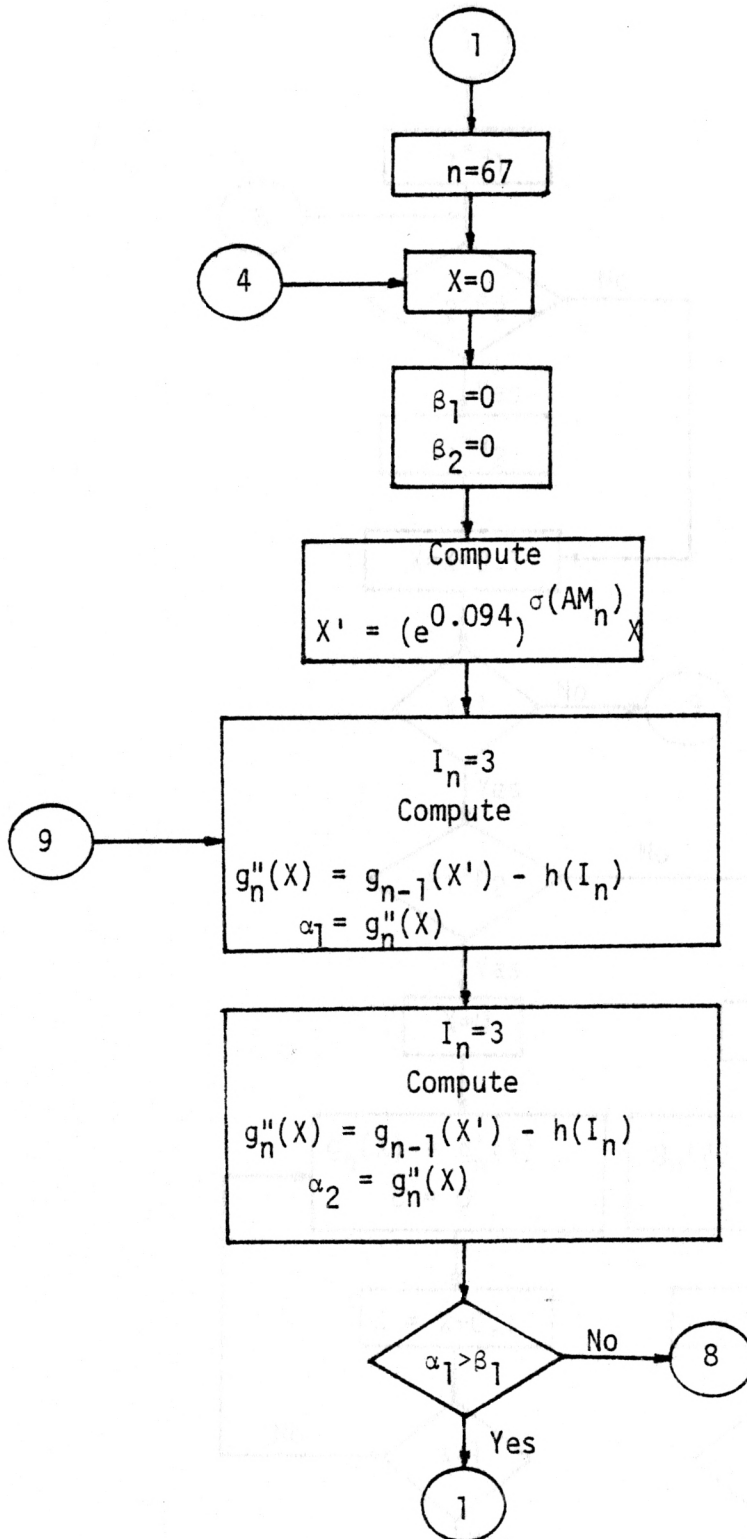 1
n=67
4
X=0
β₁=0
β₂=0
Compute
X' = (e^0.094)^σ(AMₙ) X
Iₙ=3
Compute
9
g"ₙ(X) = gₙ₋₁(X') - h(Iₙ)
α₁= g"ₙ(X)
Iₙ=3
Compute
g"ₙ(X) = gₙ₋₁(X') - h(Iₙ)
α₂ = g"ₙ(X)
α₁>β₁
No
8
Yes
1